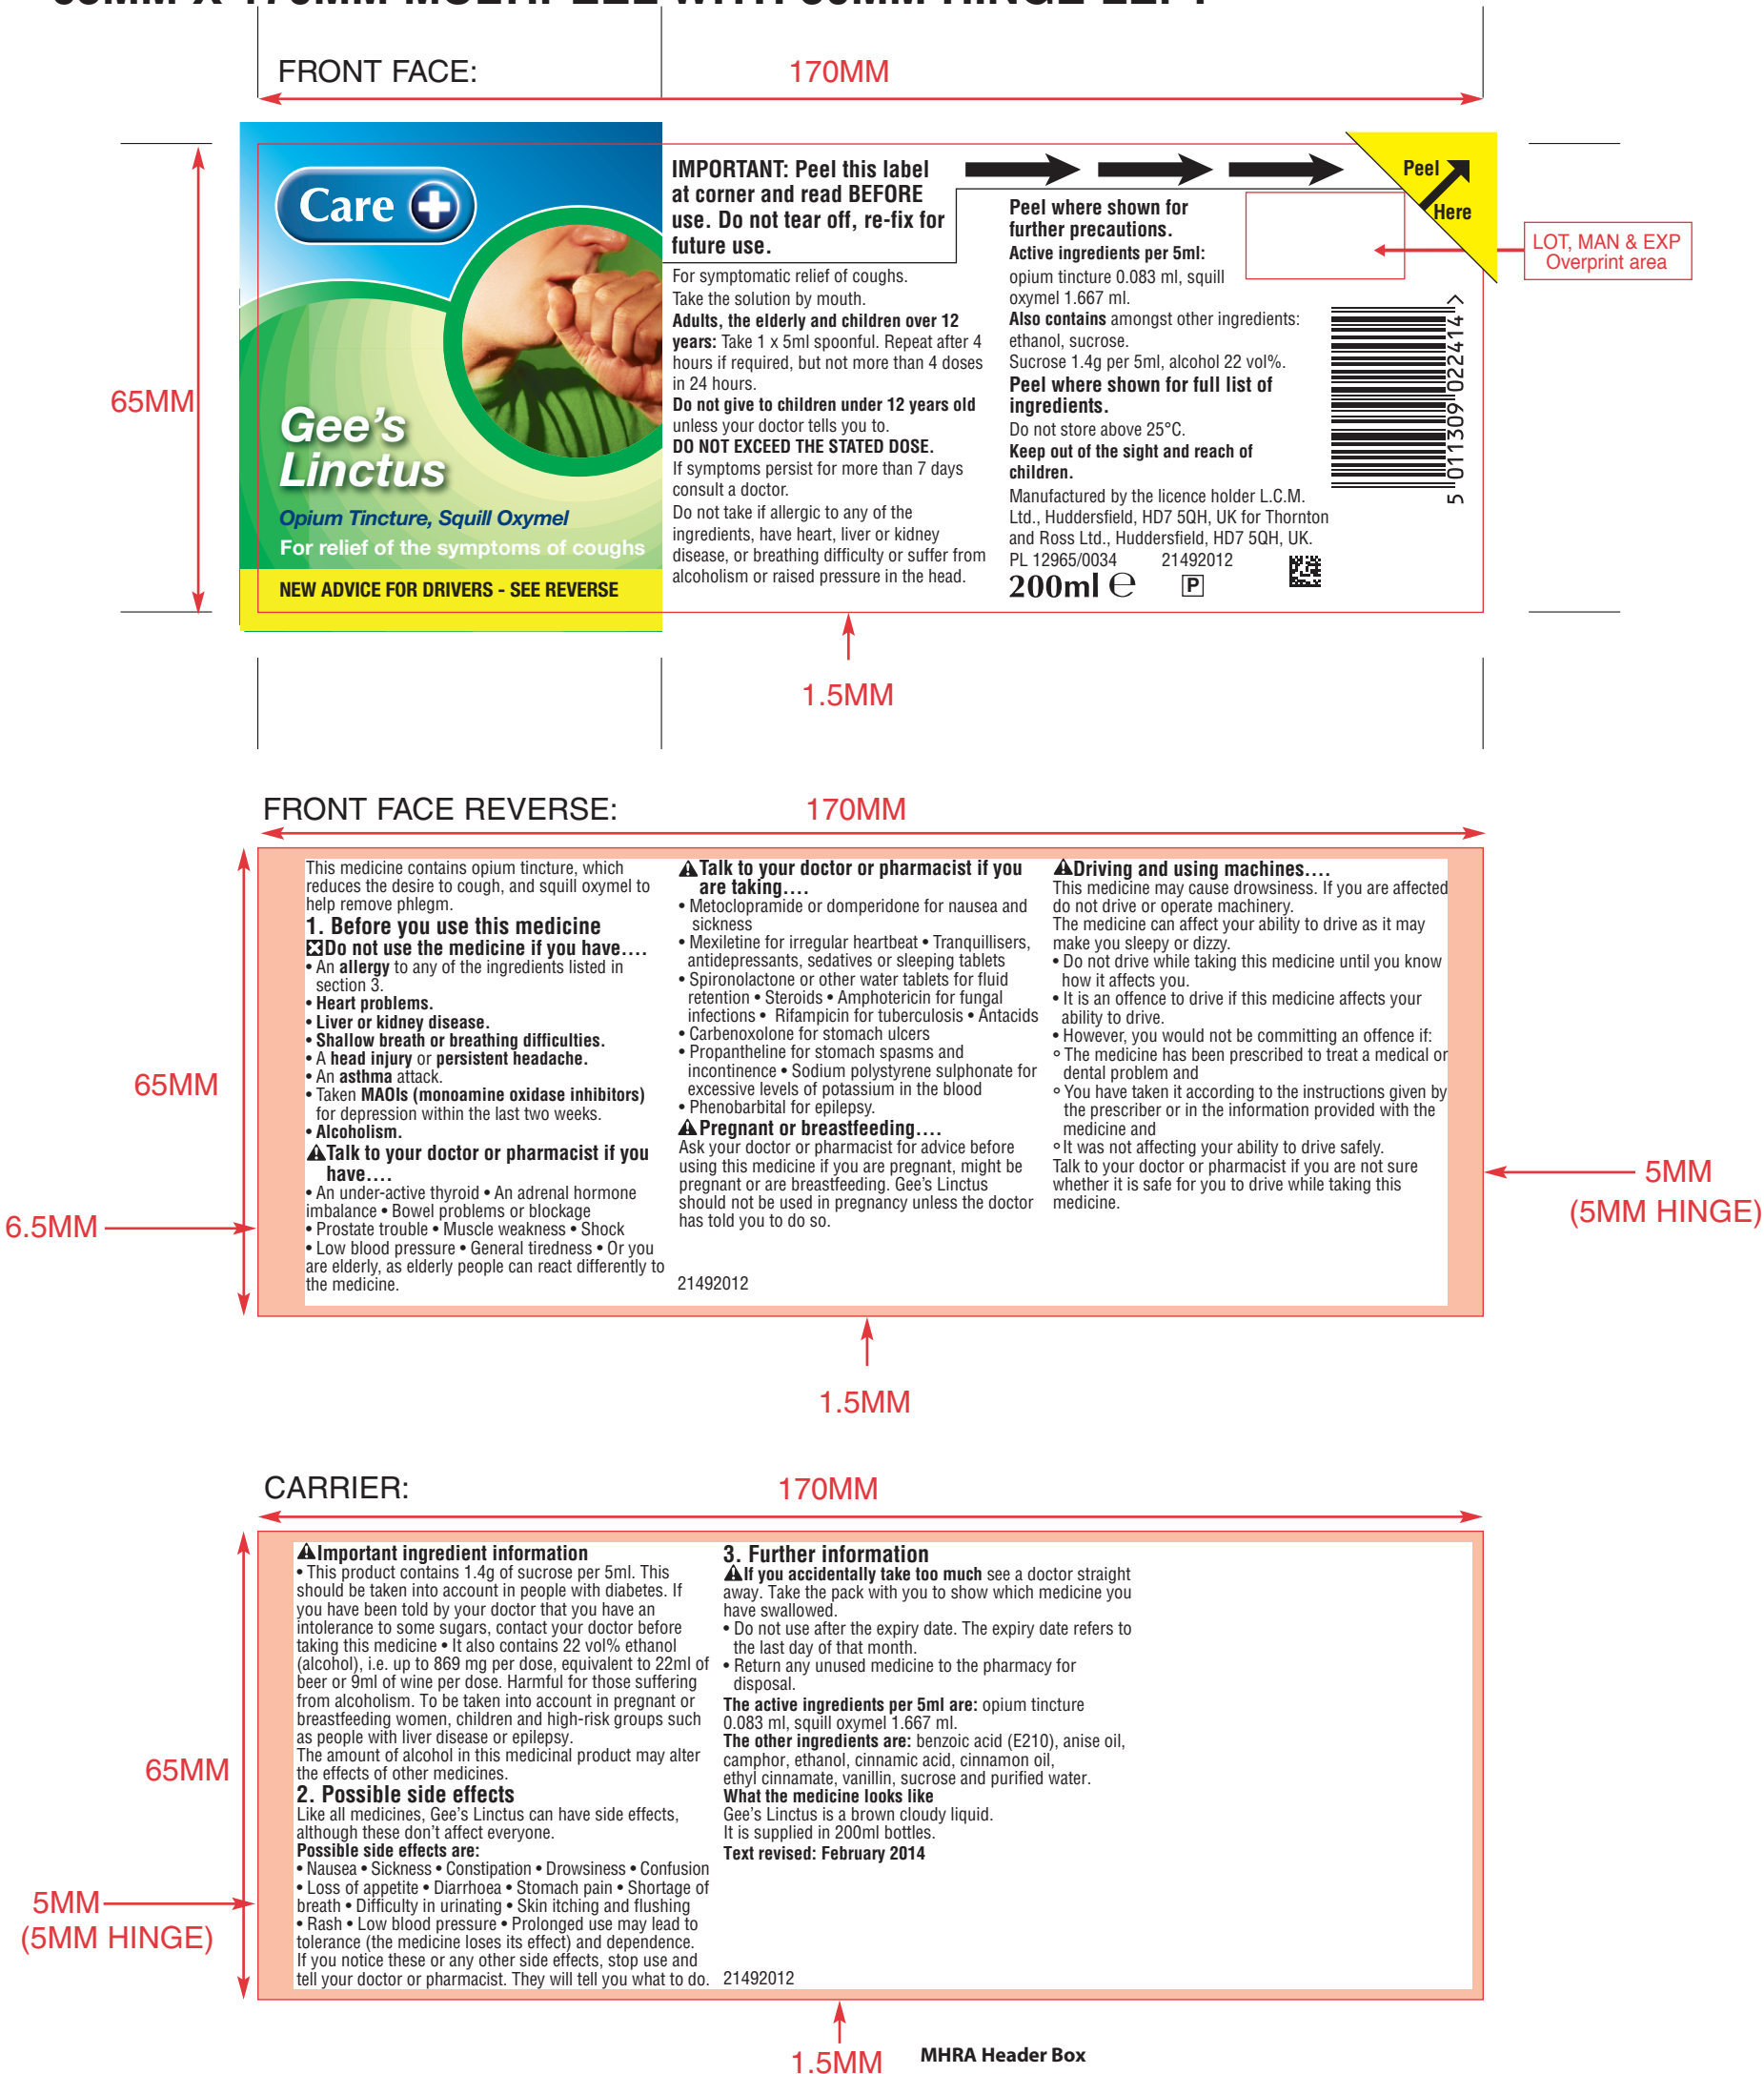 FRONT FACE:
170MM
65MM
Care
Gee's
Linctus
Opium Tincture, Squill Oxymel
For relief of the symptoms of coughs
NEW ADVICE FOR DRIVERS - SEE REVERSE
IMPORTANT: Peel this label
at corner and read BEFORE
use. Do not tear off, re-fix for
future use.
For symptomatic relief of coughs.
Take the solution by mouth.
Adults, the elderly and children over 12
years: Take 1 x 5ml spoonful. Repeat after 4
hours if required, but not more than 4 doses
in 24 hours.
Do not give to children under 12 years old
unless your doctor tells you to.
DO NOT EXCEED THE STATED DOSE.
If symptoms persist for more than 7 days
consult a doctor.
Do not take if allergic to any of the
ingredients, have heart, liver or kidney
disease, or breathing difficulty or suffer from
alcoholism or raised pressure in the head.
Peel where shown for
further precautions.
Active ingredients per 5ml:
opium tincture 0.083 ml, squill
oxymel 1.667 ml.
Also contains amongst other ingredients:
ethanol, sucrose.
Sucrose 1.4g per 5ml, alcohol 22 vol%.
Peel where shown for full list of
ingredients.
Do not store above 25°C.
Keep out of the sight and reach of
children.
Manufactured by the licence holder L.C.M.
Ltd., Huddersfield, HD7 5QH, UK for Thornton
and Ross Ltd., Huddersfield, HD7 5QH, UK.
PL 12965/0034 21492012
200ml ℮ P
Peel
Here
LOT, MAN & EXP
Overprint area
5 011309 022414 >
1.5MM
FRONT FACE REVERSE:
170MM
65MM
6.5MM
This medicine contains opium tincture, which
reduces the desire to cough, and squill oxymel to
help remove phlegm.
1. Before you use this medicine
Do not use the medicine if you have....
• An allergy to any of the ingredients listed in
section 3.
• Heart problems.
• Liver or kidney disease.
• Shallow breath or breathing difficulties.
• A head injury or persistent headache.
• An asthma attack.
• Taken MAOIs (monoamine oxidase inhibitors)
for depression within the last two weeks.
• Alcoholism.
Talk to your doctor or pharmacist if you
have....
• An under-active thyroid • An adrenal hormone
imbalance • Bowel problems or blockage
• Prostate trouble • Muscle weakness • Shock
• Low blood pressure • General tiredness • Or you
are elderly, as elderly people can react differently to
the medicine.
Talk to your doctor or pharmacist if you
are taking....
• Metoclopramide or domperidone for nausea and
sickness
• Mexiletine for irregular heartbeat • Tranquillisers,
antidepressants, sedatives or sleeping tablets
• Spironolactone or other water tablets for fluid
retention • Steroids • Amphotericin for fungal
infections • Rifampicin for tuberculosis • Antacids
• Carbenoxolone for stomach ulcers
• Propantheline for stomach spasms and
incontinence • Sodium polystyrene sulphonate for
excessive levels of potassium in the blood
• Phenobarbital for epilepsy.
Pregnant or breastfeeding....
Ask your doctor or pharmacist for advice before
using this medicine if you are pregnant, might be
pregnant or are breastfeeding. Gee's Linctus
should not be used in pregnancy unless the doctor
has told you to do so.
21492012
Driving and using machines....
This medicine may cause drowsiness. If you are affected
do not drive or operate machinery.
The medicine can affect your ability to drive as it may
make you sleepy or dizzy.
• Do not drive while taking this medicine until you know
how it affects you.
• It is an offence to drive if this medicine affects your
ability to drive.
• However, you would not be committing an offence if:
° The medicine has been prescribed to treat a medical or
dental problem and
° You have taken it according to the instructions given by
the prescriber or in the information provided with the
medicine and
° It was not affecting your ability to drive safely.
Talk to your doctor or pharmacist if you are not sure
whether it is safe for you to drive while taking this
medicine.
5MM
(5MM HINGE)
1.5MM
CARRIER:
170MM
65MM
5MM
(5MM HINGE)
Important ingredient information
• This product contains 1.4g of sucrose per 5ml. This
should be taken into account in people with diabetes. If
you have been told by your doctor that you have an
intolerance to some sugars, contact your doctor before
taking this medicine • It also contains 22 vol% ethanol
(alcohol), i.e. up to 869 mg per dose, equivalent to 22ml of
beer or 9ml of wine per dose. Harmful for those suffering
from alcoholism. To be taken into account in pregnant or
breastfeeding women, children and high-risk groups such
as people with liver disease or epilepsy.
The amount of alcohol in this medicinal product may alter
the effects of other medicines.
2. Possible side effects
Like all medicines, Gee's Linctus can have side effects,
although these don't affect everyone.
Possible side effects are:
• Nausea • Sickness • Constipation • Drowsiness • Confusion
• Loss of appetite • Diarrhoea • Stomach pain • Shortage of
breath • Difficulty in urinating • Skin itching and flushing
• Rash • Low blood pressure • Prolonged use may lead to
tolerance (the medicine loses its effect) and dependence.
If you notice these or any other side effects, stop use and
tell your doctor or pharmacist. They will tell you what to do.
3. Further information
If you accidentally take too much see a doctor straight
away. Take the pack with you to show which medicine you
have swallowed.
• Do not use after the expiry date. The expiry date refers to
the last day of that month.
• Return any unused medicine to the pharmacy for
disposal.
The active ingredients per 5ml are: opium tincture
0.083 ml, squill oxymel 1.667 ml.
The other ingredients are: benzoic acid (E210), anise oil,
camphor, ethanol, cinnamic acid, cinnamon oil,
ethyl cinnamate, vanillin, sucrose and purified water.
What the medicine looks like
Gee's Linctus is a brown cloudy liquid.
It is supplied in 200ml bottles.
Text revised: February 2014
21492012
1.5MM
MHRA Header Box